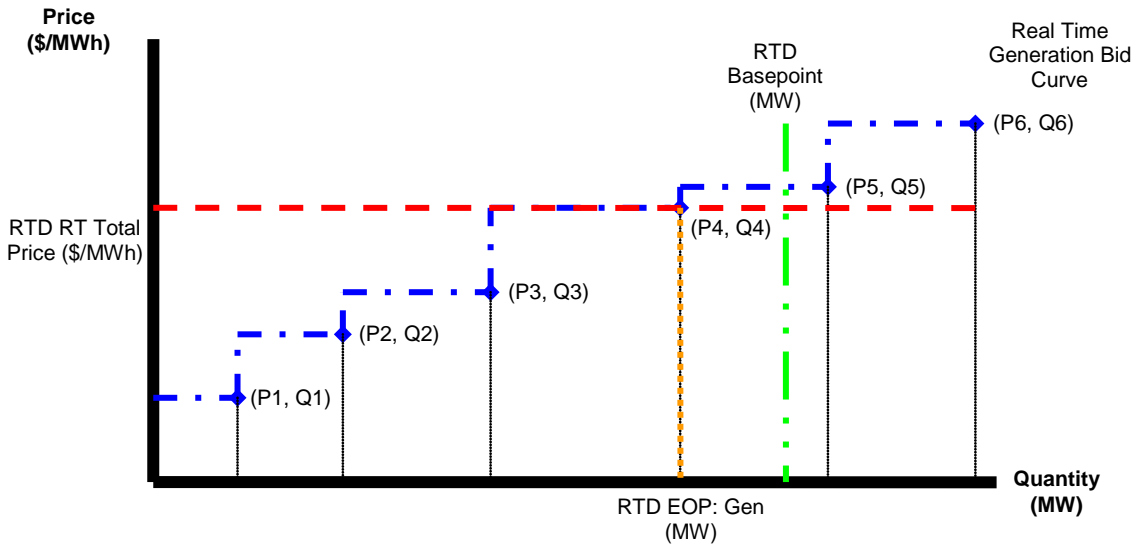 Price
($/MWh)
Real Time
Generation Bid
Curve
RTD
Basepoint
(MW)
(P6, Q6)
(P5, Q5)
RTD RT Total
Price ($/MWh)
(P4, Q4)
(P3, Q3)
(P2, Q2)
(P1, Q1)
Quantity
(MW)
RTD EOP: Gen
(MW)